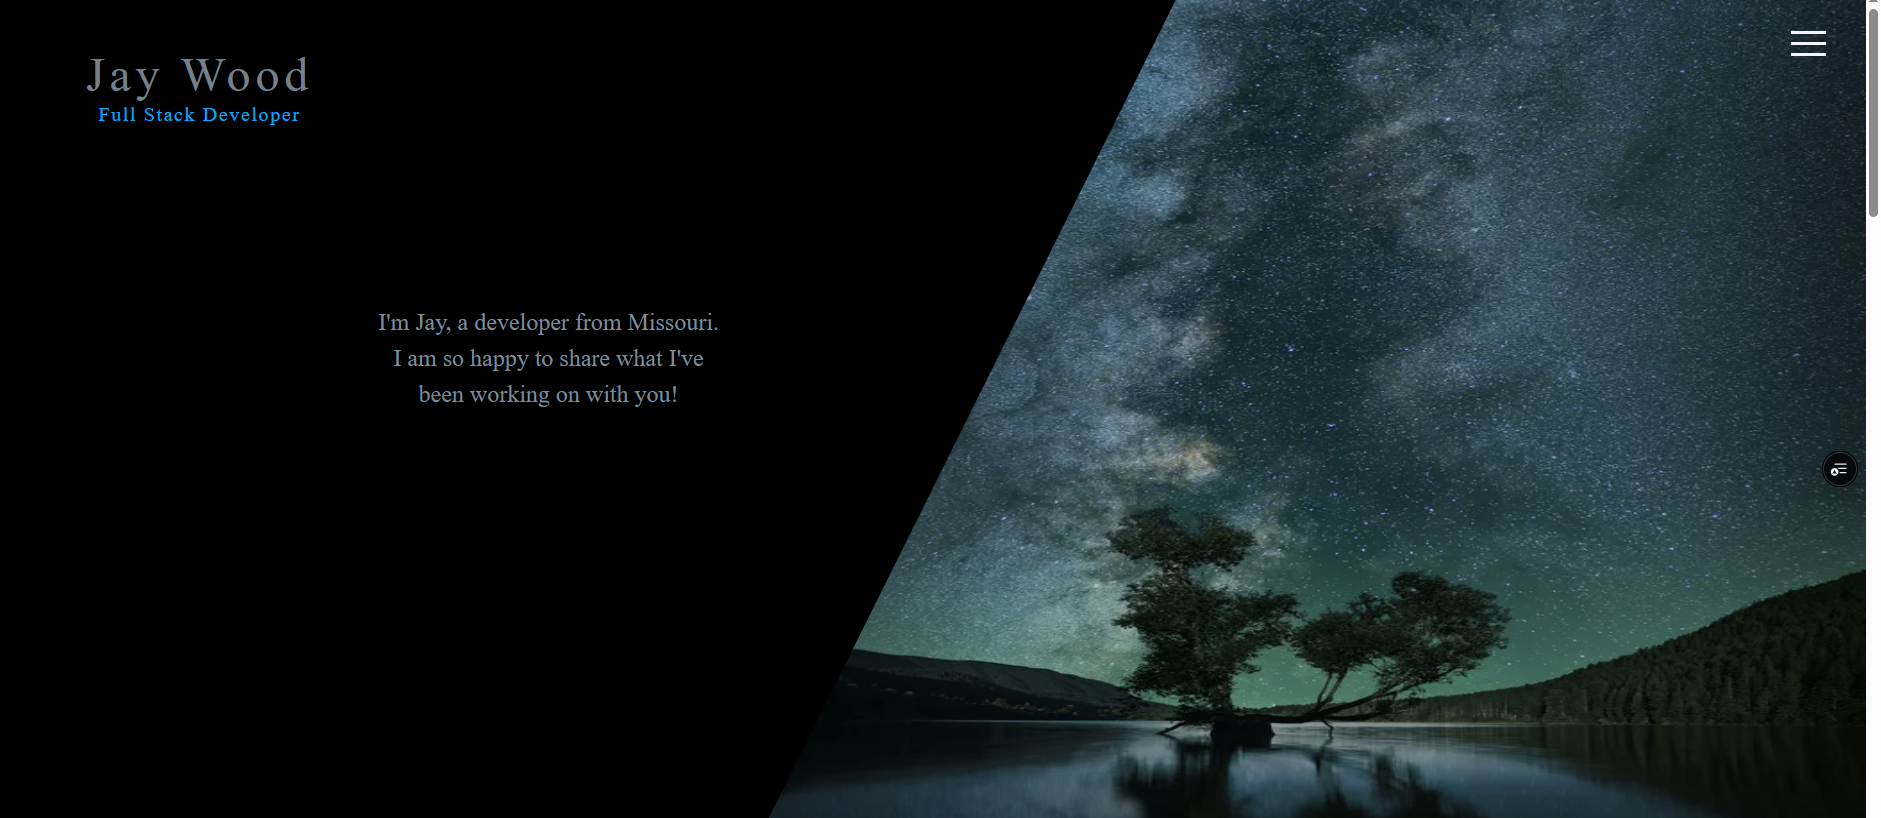 Jay Wood
Full Stack Developer
I'm Jay, a developer from Missouri.
I am so happy to share what I've
been working on with you!